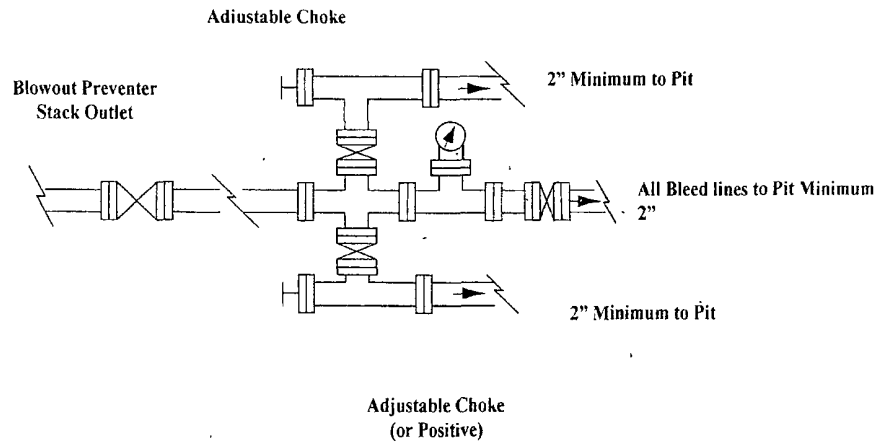 Adjustable Choke
2” Minimum to Pit
Blowout Preventer
Stack Outlet
All Bleed lines to Pit Minimum
2”
2” Minimum to Pit
Adjustable Choke
(or Positive)